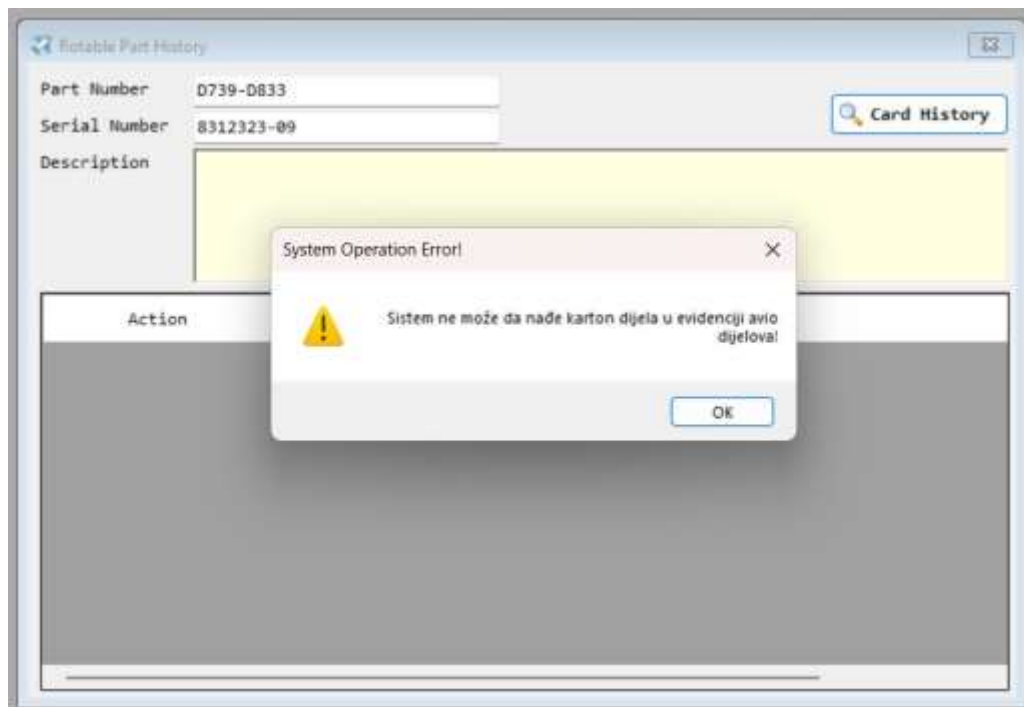 Rotable Part History
Part Number
D739-D833
Serial Number
8312323-09
Card History
Description
System Operation Error!
Sistem ne može da nađe karton dijela u evidenciji avio
dijelova!
OK
Action